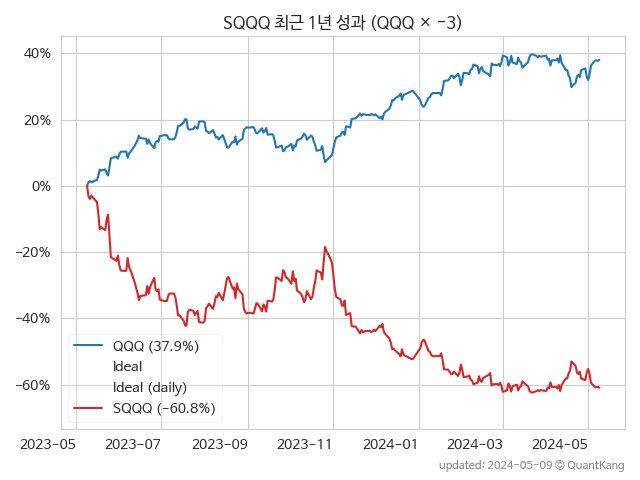 SQQQ 최근 1년 성과 (QQQ × −3)
40%
20%
0%
−20%
−40%
−60%
QQQ (37.9%)
Ideal
Ideal (daily)
SQQQ (−60.8%)
2023-05
2023-07
2023-09
2023-11
2024-01
2024-03
2024-05
updated: 2024-05-09 © QuantKang